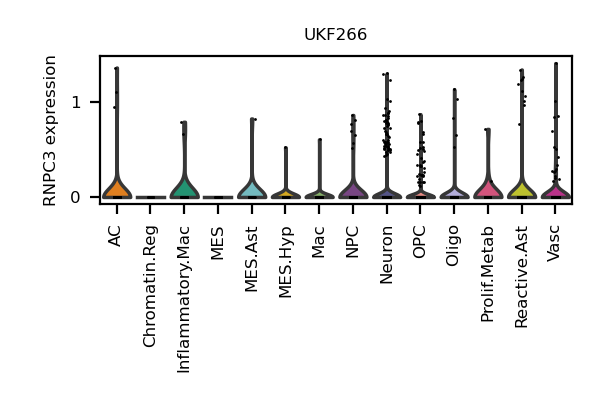 UKF266
RNPC3 expression
1
0
AC
Chromatin.Reg
Inflammatory.Mac
MES
MES.Ast
MES.Hyp
Mac
NPC
Neuron
OPC
Oligo
Prolif.Metab
Reactive.Ast
Vasc